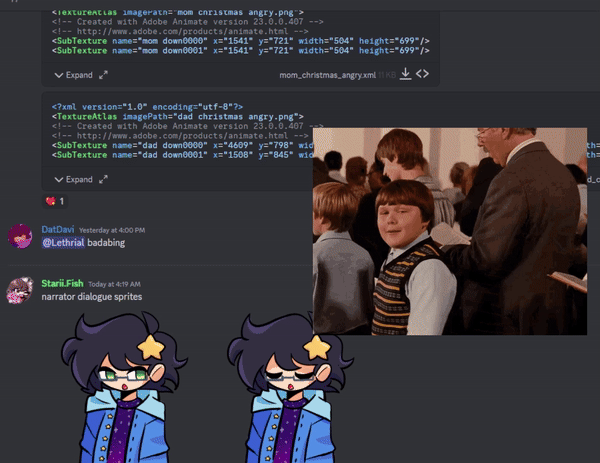 <TextureAtlas imagePath="mom christmas angry.png">
<!-- Created with Adobe Animate version 23.0.0.407 -->
<!-- http://www.adobe.com/products/animate.html -->
<SubTexture name="mom down0000" x="1541" y="721" width="504" height="699"/>
<SubTexture name="mom down0001" x="1541" y="721" width="504" height="699"/>
Expand
mom_christmas_angry.xml 11 KB
<?xml version="1.0" encoding="utf-8"?>
<TextureAtlas imagePath="dad christmas angry.png">
<!-- Created with Adobe Animate version 23.0.0.407 -->
<!-- http://www.adobe.com/products/animate.html -->
<SubTexture name="dad down0000" x="4609" y="798" wid
th=
<SubTexture name="dad down0001" x="1508" y="845" wid
th=
Expand
1
DatDavi Yesterday at 4:00 PM
@Lethrial badabing
Starii.Fish Today at 4:19 AM
narrator dialogue sprites